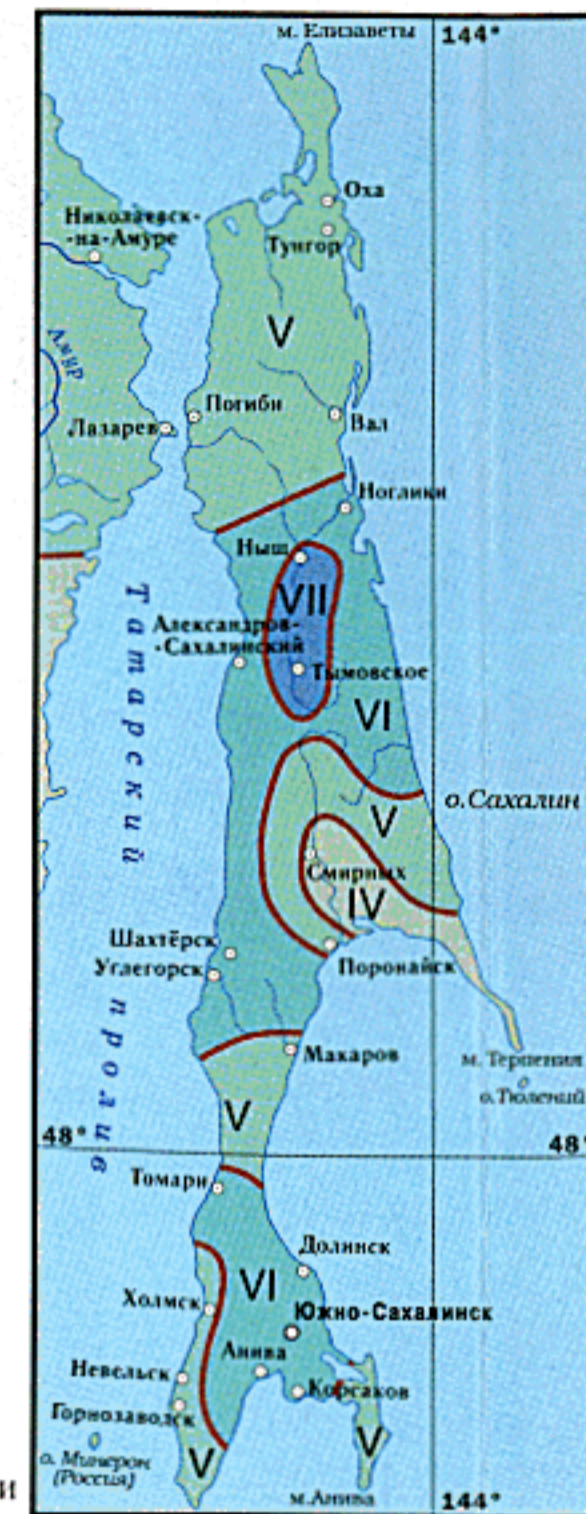 м. Елизаветы
144°
Оха
Николаевск-
-на-Амуре
Тунгор
V
Амур
Погиби
Лазарев
Вал
Ноглики
Ныш
VII
Александров-
-Сахалинский
Тымовское
VI
Татарский пролив
о.Сахалин
V
Смирных
IV
Шахтёрск
Углегорск
Поронайск
Макаров
м. Терпения
о.Тюлений
V
48°
48°
Томари
Долинск
VI
Холмск
Южно-Сахалинск
Анива
Невельск
Корсаков
Горнозаводск
V
V
о. Монерон
(Россия)
м.Анива
144°
и